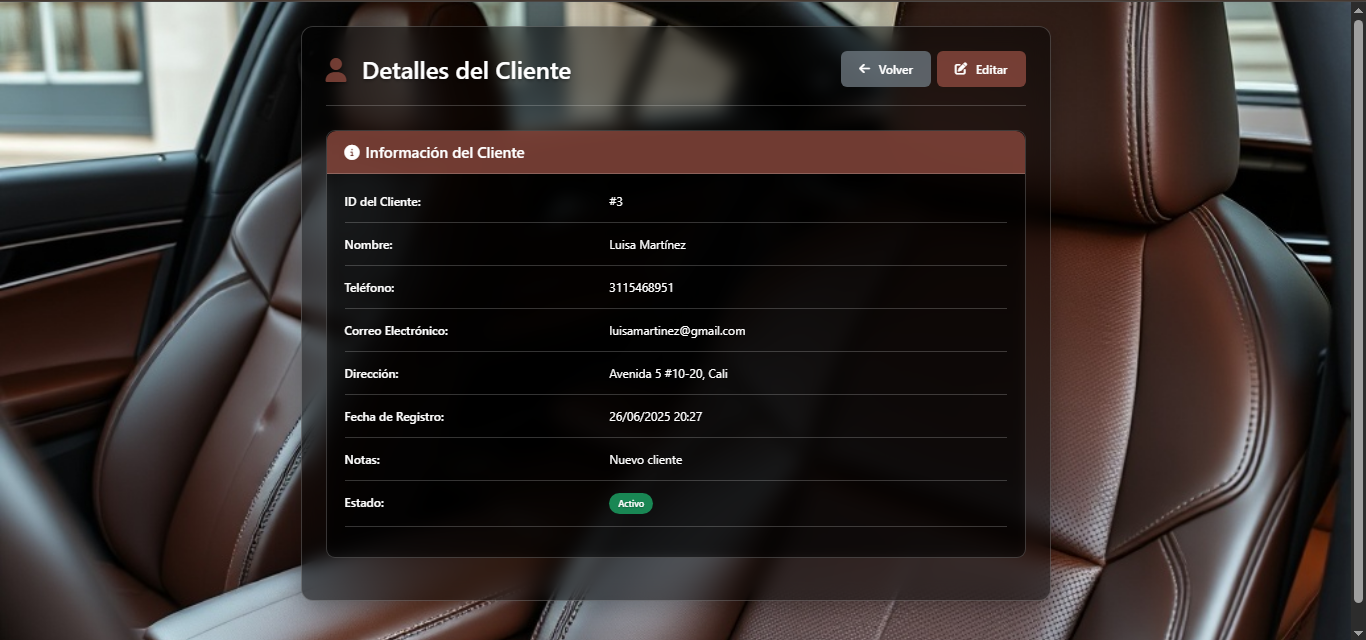 Detalles del Cliente
Volver
Editar
Información del Cliente
ID del Cliente: #3
Nombre: Luisa Martínez
Teléfono: 3115468951
Correo Electrónico: luisamartinez@gmail.com
Dirección: Avenida 5 #10-20, Cali
Fecha de Registro: 26/06/2025 20:27
Notas: Nuevo cliente
Estado: Activo